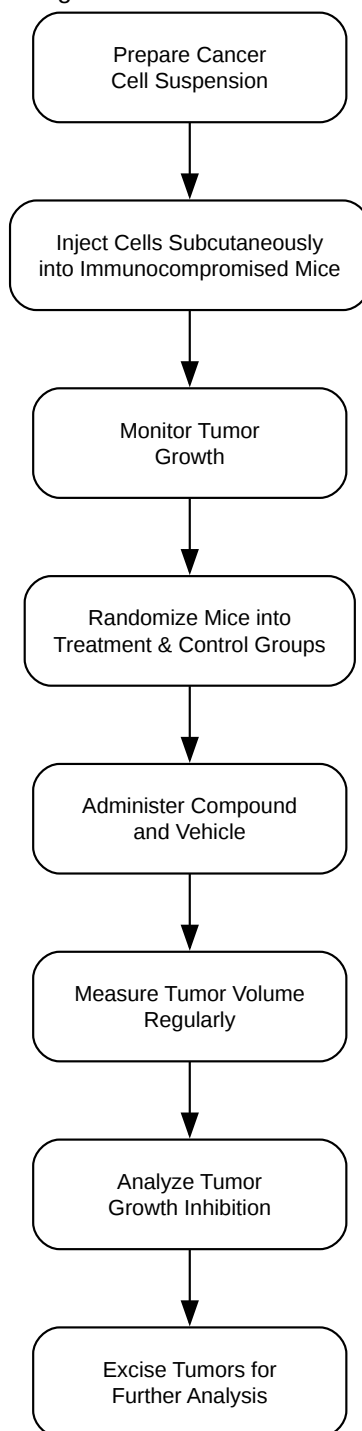 Prepare Cancer
Cell Suspension
Inject Cells Subcutaneously
into Immunocompromised Mice
Monitor Tumor
Growth
Randomize Mice into
Treatment & Control Groups
Administer Compound
and Vehicle
Measure Tumor Volume
Regularly
Analyze Tumor
Growth Inhibition
Excise Tumors for
Further Analysis